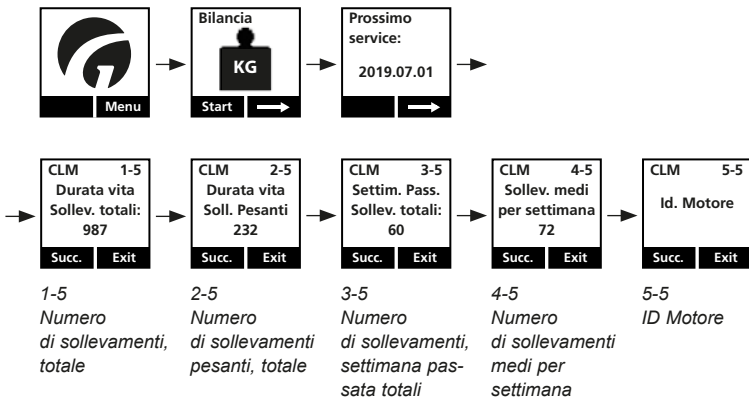 Menu
Bilancia
KG
Start
Prossimo
service:
2019.07.01
CLM 1-5
Durata vita
Sollev. totali:
987
Succ. Exit
CLM 2-5
Durata vita
Soll. Pesanti
232
Succ. Exit
CLM 3-5
Settim. Pass.
Sollev. totali:
60
Succ. Exit
CLM 4-5
Sollev. medi
per settimana
72
Succ. Exit
CLM 5-5
Id. Motore
Succ. Exit
1-5
Numero
di sollevamenti,
totale
2-5
Numero
di sollevamenti
pesanti, totale
3-5
Numero
di sollevamenti,
settimana pas-
sata totali
4-5
Numero
di sollevamenti
medi per
settimana
5-5
ID Motore